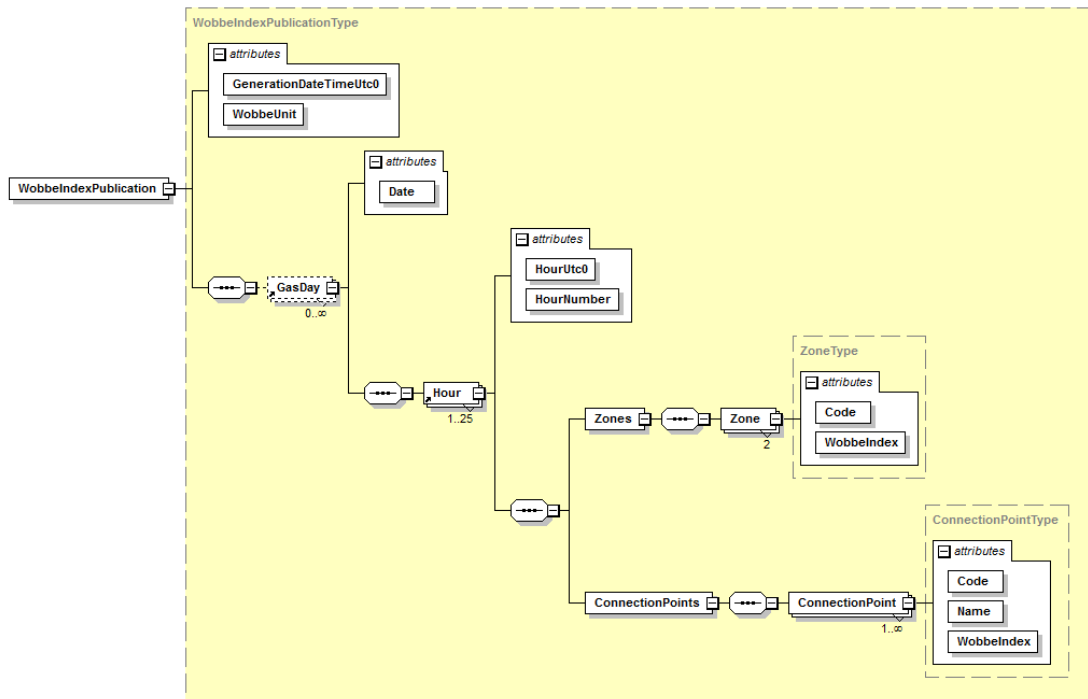 WobbeIndexPublicationType
attributes
GenerationDateTimeUtc0
WobbeUnit
WobbeIndexPublication
attributes
Date
GasDay
0..∞
attributes
HourUtc0
HourNumber
Hour
1..25
ZoneType
attributes
Code
WobbeIndex
Zones
Zone
2
ConnectionPointType
attributes
Code
Name
WobbeIndex
ConnectionPoints
ConnectionPoint
1..∞